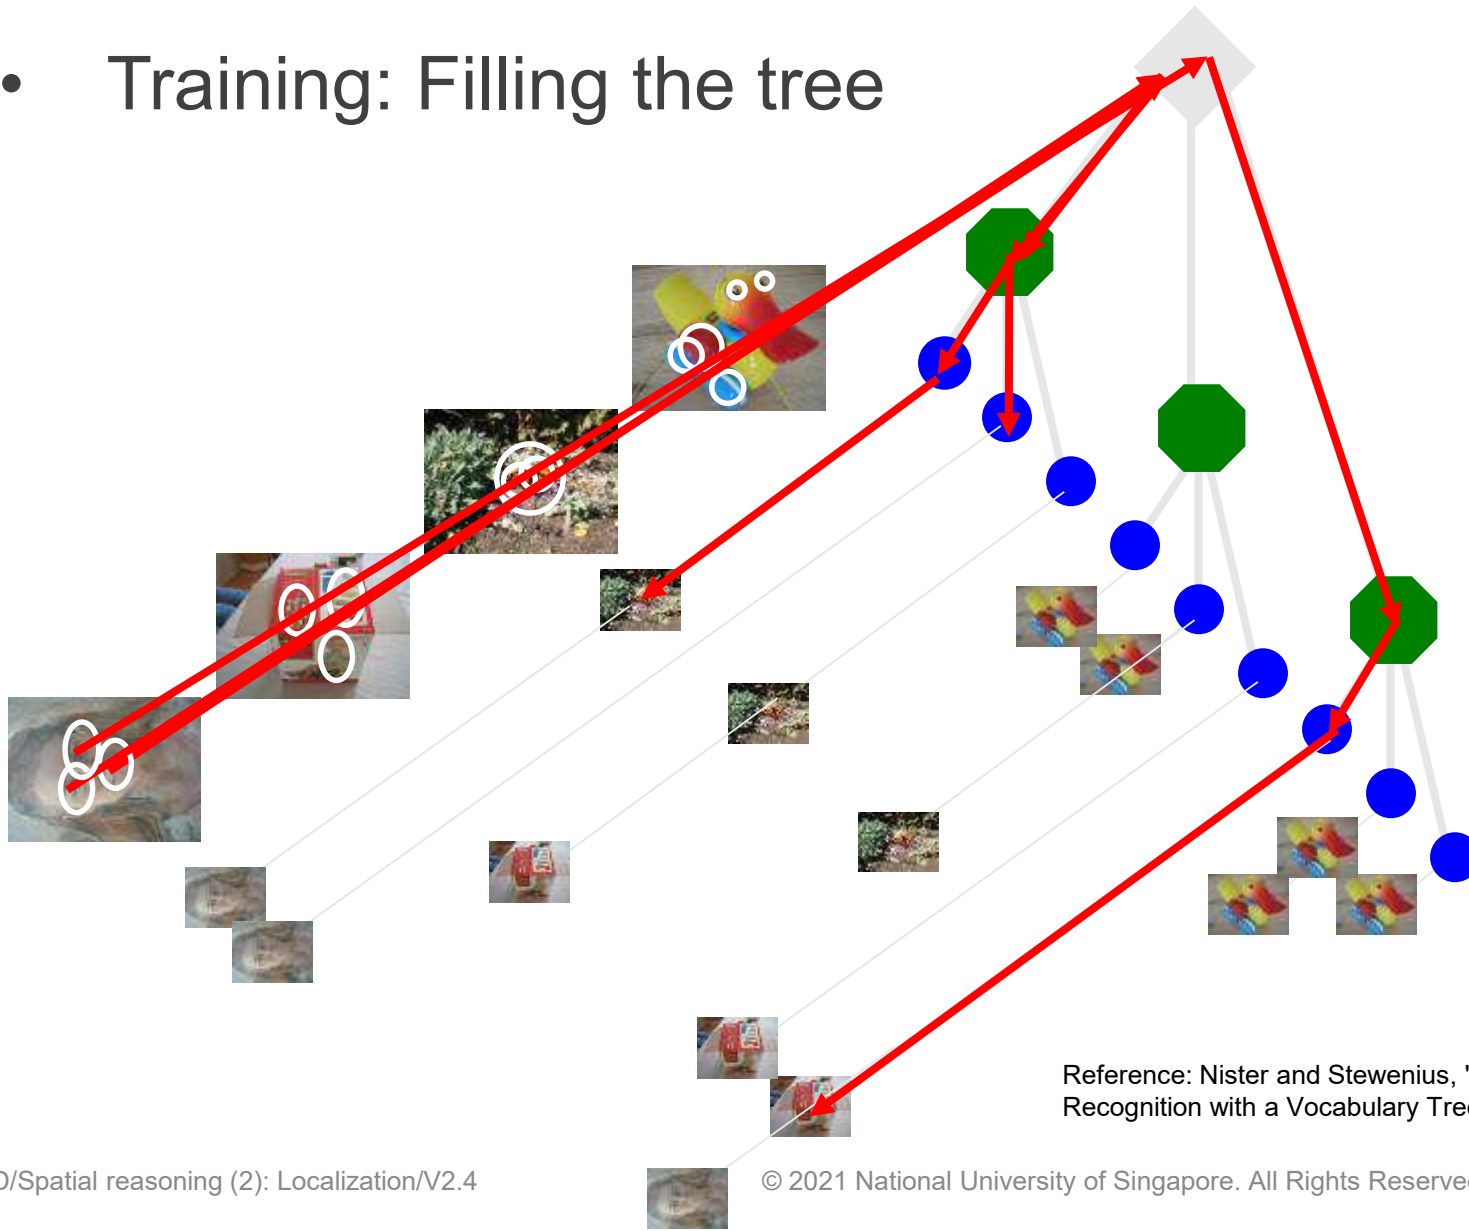 • Training: Filling the tree
Reference: Nister and Stewenius, "
Recognition with a Vocabulary Tre
/Spatial reasoning (2): Localization/V2.4
© 2021 National University of Singapore. All Rights Reserve